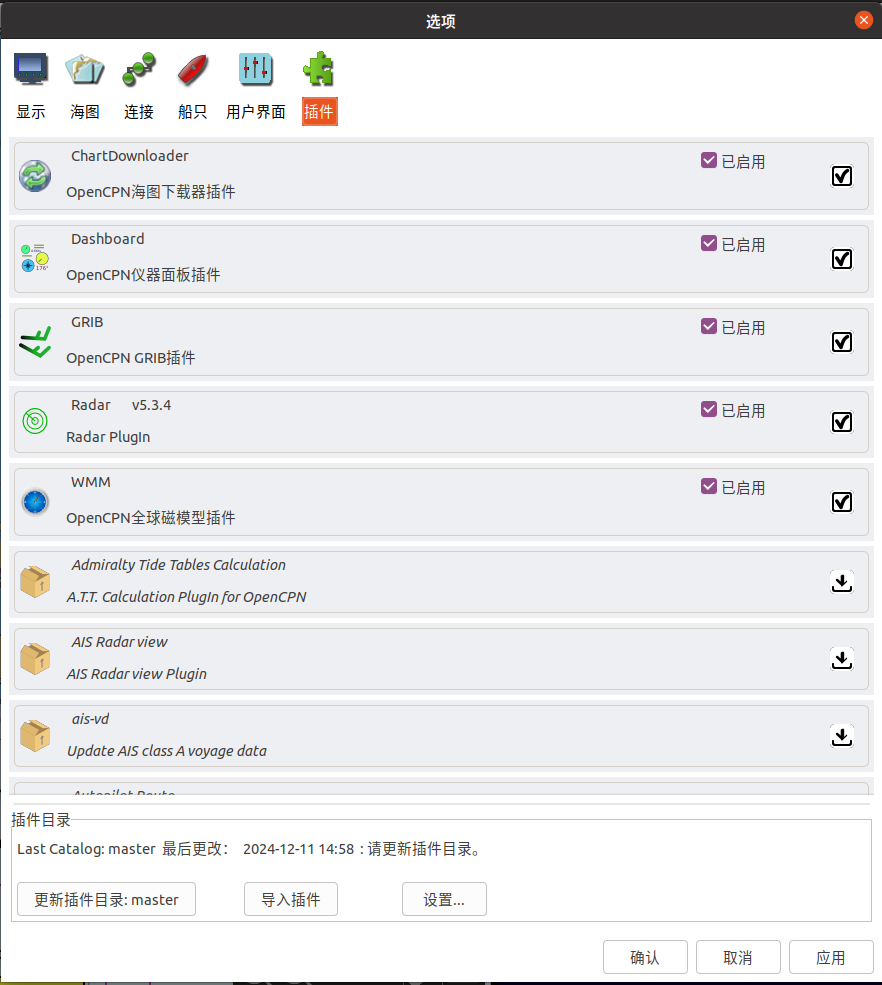 选项
显示 海图 连接 船只 用户界面 插件
ChartDownloader 已启用
OpenCPN海图下载器插件
Dashboard 已启用
OpenCPN仪器面板插件
GRIB 已启用
OpenCPN GRIB插件
Radar v5.3.4 已启用
Radar PlugIn
WMM 已启用
OpenCPN全球磁模型插件
Admiralty Tide Tables Calculation
A.T.T. Calculation PlugIn for OpenCPN
AIS Radar view
AIS Radar view Plugin
ais-vd
Update AIS class A voyage data
Autopilot Route
插件目录
Last Catalog: master 最后更改： 2024-12-11 14:58 : 请更新插件目录。
更新插件目录: master 导入插件 设置...
确认 取消 应用